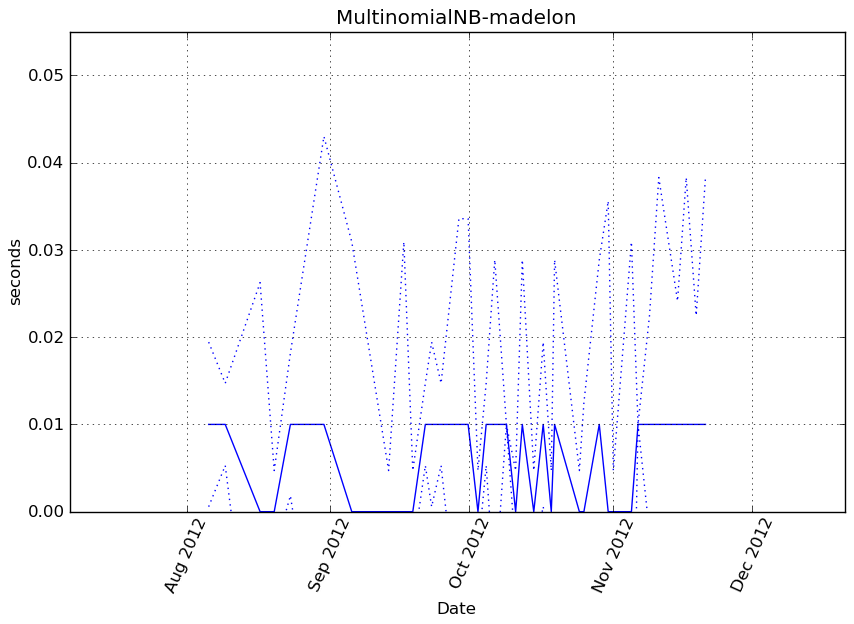 MultinomialNB-madelon
0.05
0.04
0.03
0.02
0.01
0.00
seconds
Aug 2012
Sep 2012
Oct 2012
Nov 2012
Dec 2012
Date